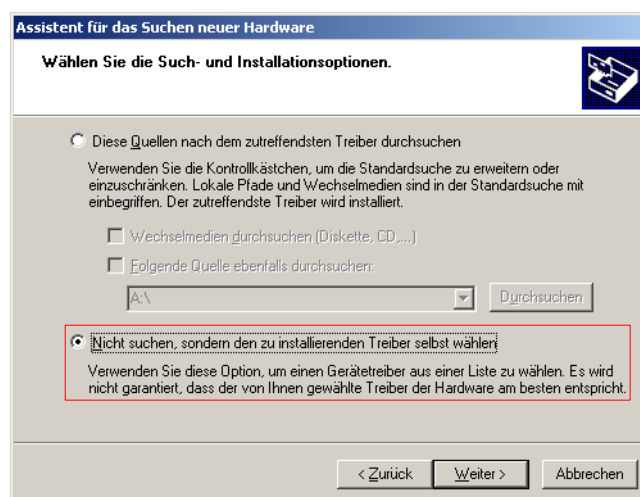 Assistent für das Suchen neuer Hardware
Wählen Sie die Such- und Installationsoptionen.
Diese Quellen nach dem zutreffendsten Treiber durchsuchen
Verwenden Sie die Kontrollkästchen, um die Standardsuche zu erweitern oder
einzuschränken. Lokale Pfade und Wechselmedien sind in der Standardsuche mit
einbegriffen. Der zutreffendste Treiber wird installiert.
Wechselmedien durchsuchen (Diskette, CD,...)
Folgende Quelle ebenfalls durchsuchen:
A:\
Durchsuchen
Nicht suchen, sondern den zu installierenden Treiber selbst wählen
Verwenden Sie diese Option, um einen Gerätetreiber aus einer Liste zu wählen. Es wird
nicht garantiert, dass der von Ihnen gewählte Treiber der Hardware am besten entspricht.
< Zurück Weiter > Abbrechen